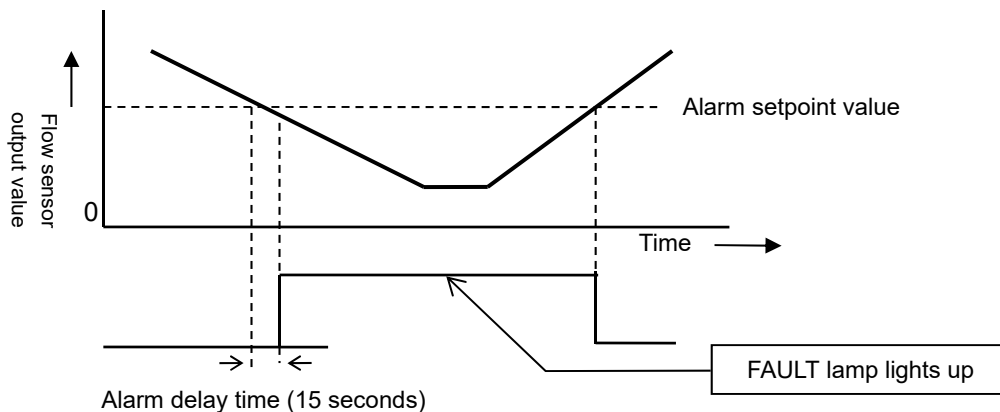 Flow sensor
output value
0
Alarm setpoint value
Time
FAULT lamp lights up
Alarm delay time (15 seconds)